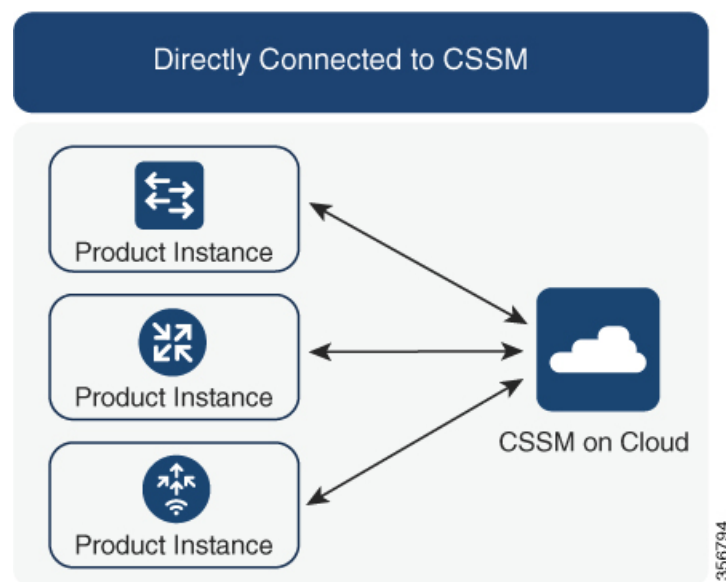 Directly Connected to CSSM
Product Instance
Product Instance
Product Instance
CSSM on Cloud
356794